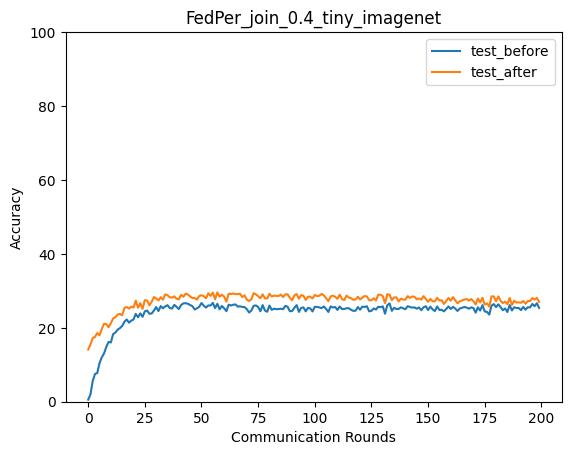 FedPer_join_0.4_tiny_imagenet
100
80
60
40
20
0
Accuracy
test_before
test_after
0 25 50 75 100 125 150 175 200
Communication Rounds